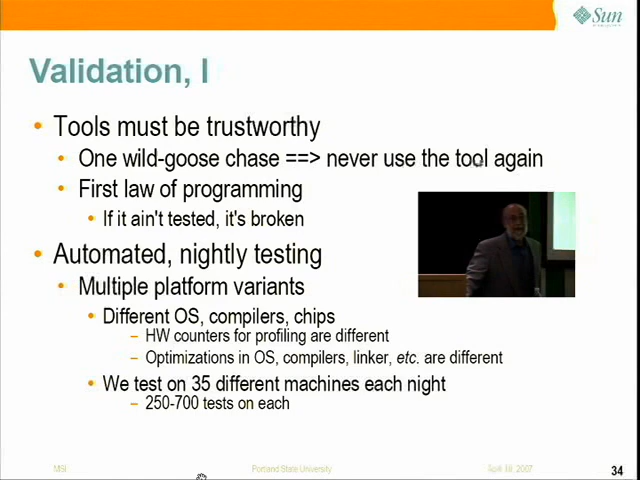 Sun
Validation, I
• Tools must be trustworthy
• One wild-goose chase ==> never use the tool again
• First law of programming
• If it ain't tested, it's broken
• Automated, nightly testing
• Multiple platform variants
• Different OS, compilers, chips
– HW counters for profiling are different
– Optimizations in OS, compilers, linker, etc. are different
• We test on 35 different machines each night
– 250-700 tests on each
MSI
Portland State University
2007
34